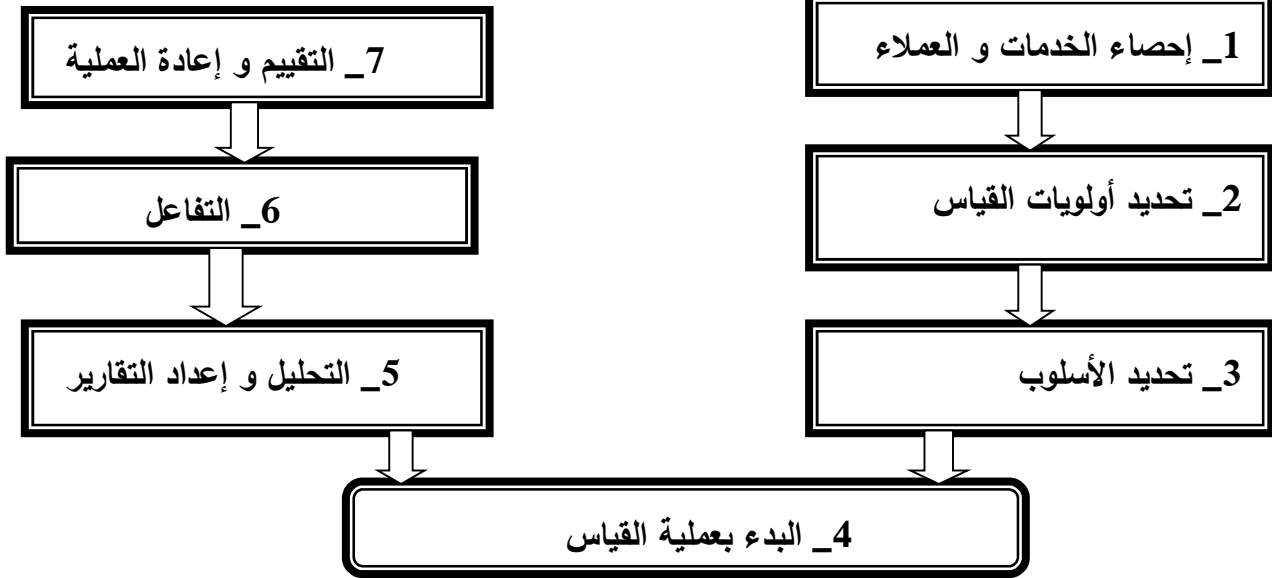 1_ إحصاء الخدمات و العملاء
2_ تحديد أولويات القياس
3_ تحديد الأسلوب
4_ البدء بعملية القياس
5_ التحليل و إعداد التقارير
6_ التفاعل
7_ التقييم و إعادة العملية